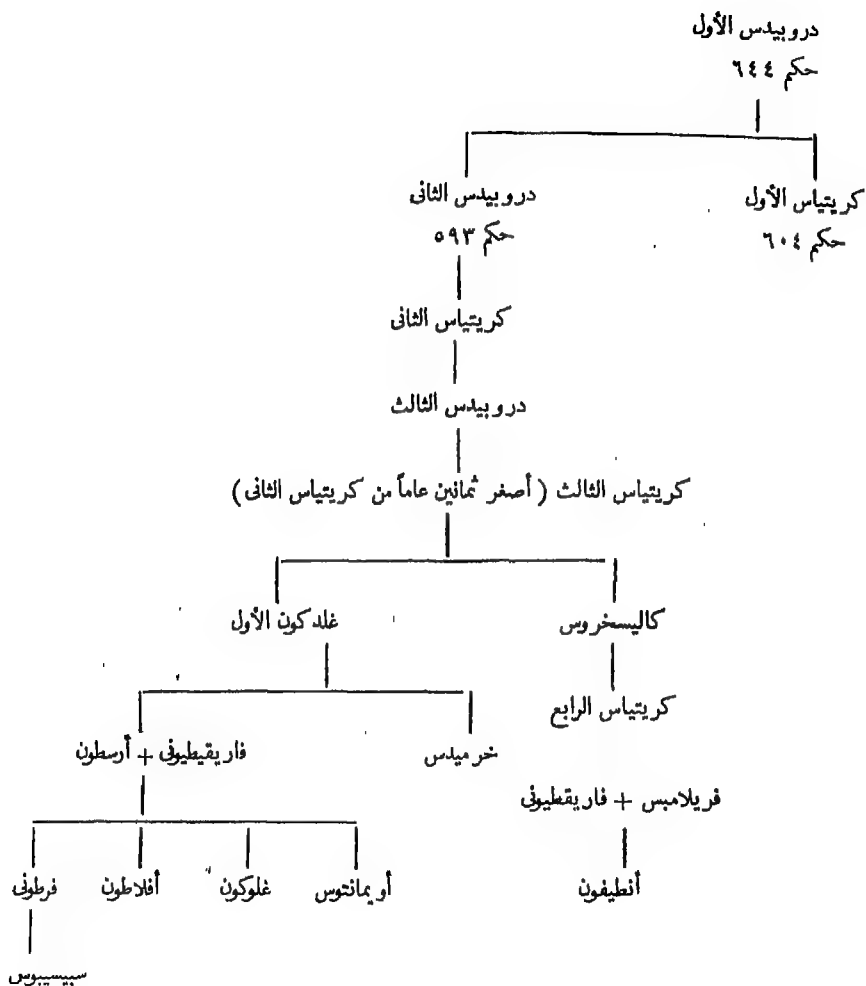 دروبيدس الأول
حكم ٦٤٤
كريتياس الأول
دروبيدس الثانى
حكم ٦٠٤
حكم ٥٩٣
كريتياس الثانى
دروبيدس الثالث
كريتياس الثالث ( أصغر ثمانين عاماً من كريتياس الثانى )
كاليسخروس
غلدكون الأول
كريتياس الرابع
خرميدس
فاريقيطيونى + أرسطون
فريلامبس + فاريقطيونى
أويمانتوس
غلوكون
أفلاطون
فرطونى
أنطيفون
سبيسيبوس